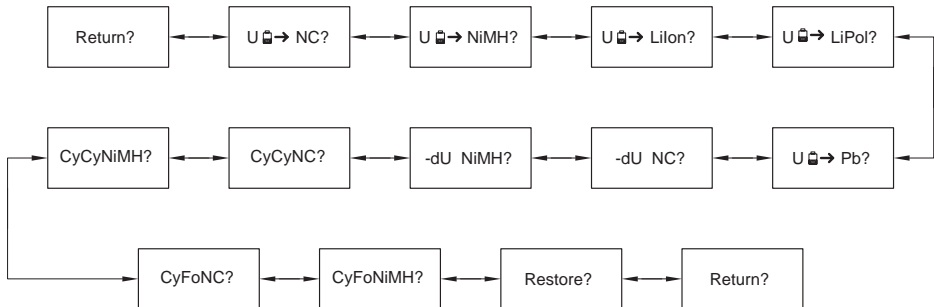 Return?
U → NC?
U → NiMH?
U → LiIon?
U → LiPol?
CyCyNiMH?
CyCyNC?
-dU NiMH?
-dU NC?
U → Pb?
CyFoNC?
CyFoNiMH?
Restore?
Return?